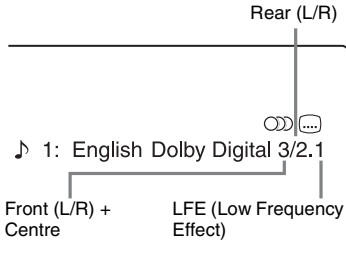 Rear (L/R)
♪ 1: English Dolby Digital 3/2.1
Front (L/R) +
Centre
LFE (Low Frequency
Effect)